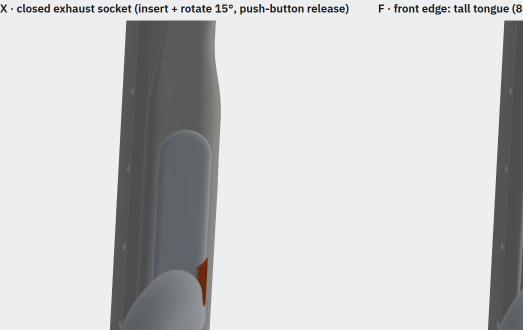 X · closed exhaust socket (insert + rotate 15°, push-button release)
F · front edge: tall tongue (8